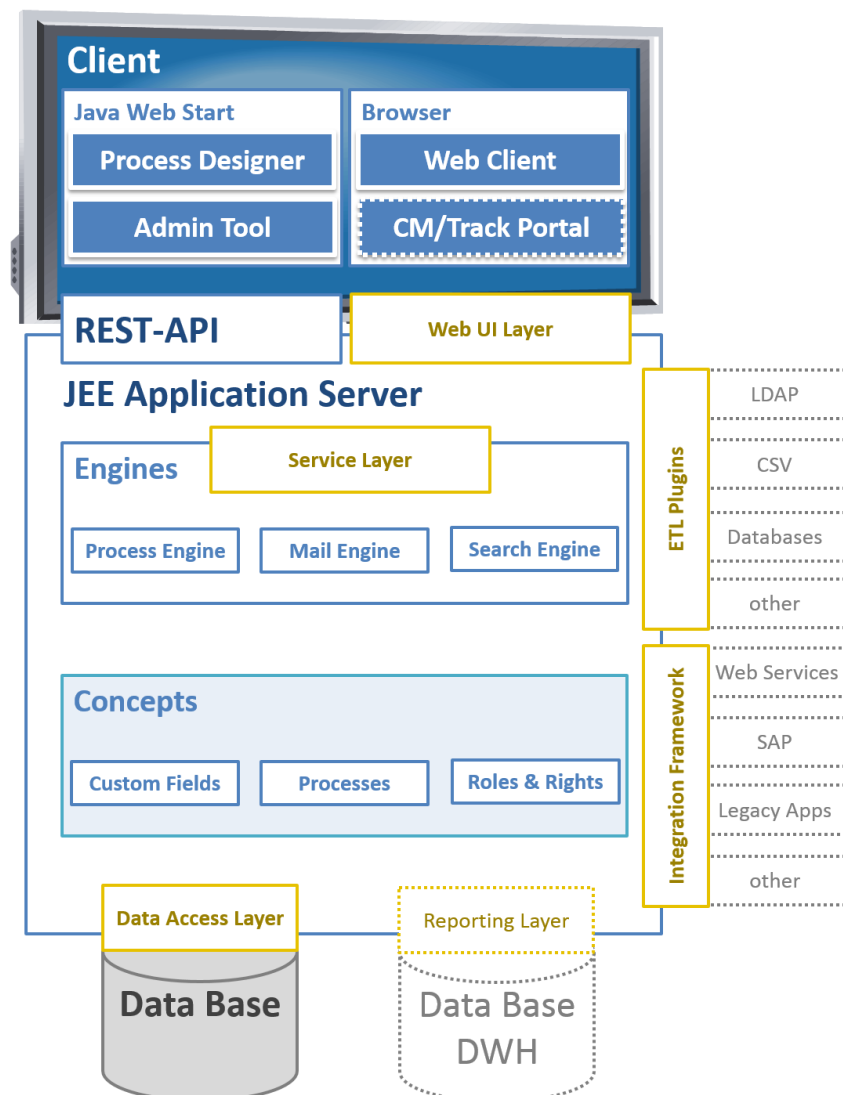 Client
Java Web Start
Process Designer
Admin Tool
Browser
Web Client
CM/Track Portal
REST-API
Web UI Layer
JEE Application Server
Engines
Service Layer
Process Engine
Mail Engine
Search Engine
Concepts
Custom Fields
Processes
Roles & Rights
ETL Plugins
LDAP
CSV
Databases
other
Integration Framework
Web Services
SAP
Legacy Apps
other
Data Access Layer
Data Base
Reporting Layer
Data Base
DWH